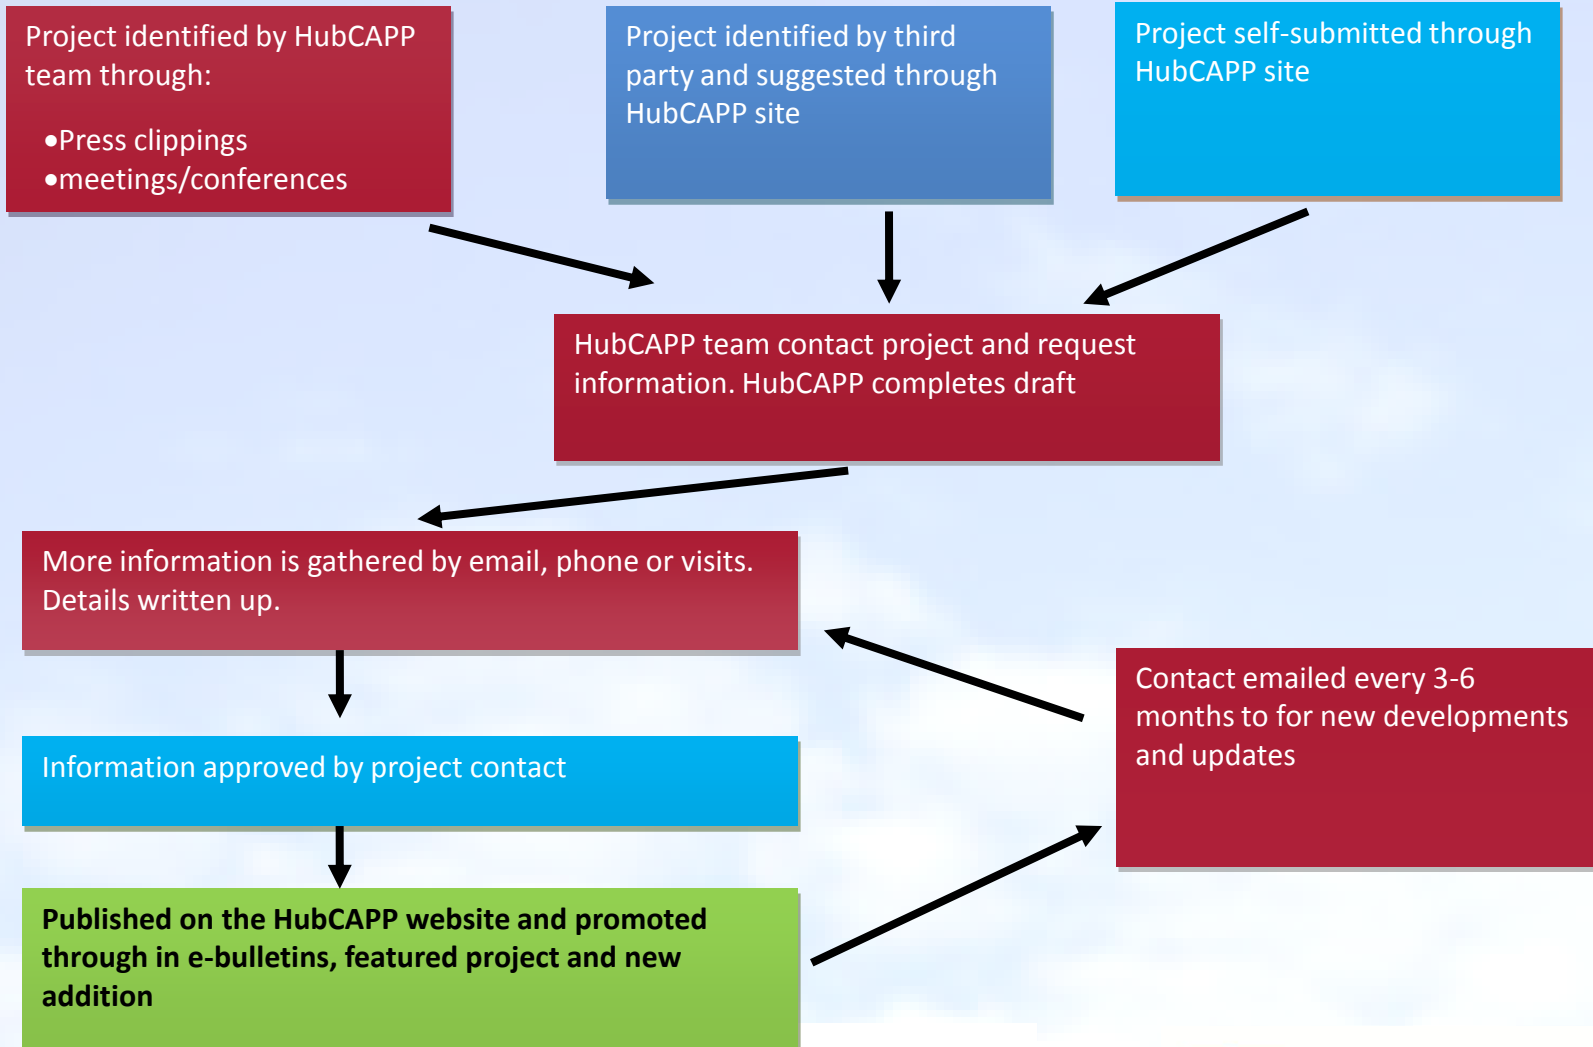 Project identified by HubCAPP
team through:
•Press clippings
•meetings/conferences
Project identified by third
party and suggested through
HubCAPP site
Project self-submitted through
HubCAPP site
HubCAPP team contact project and request
information. HubCAPP completes draft
More information is gathered by email, phone or visits.
Details written up.
Contact emailed every 3-6
months to for new developments
and updates
Information approved by project contact
Published on the HubCAPP website and promoted
through in e-bulletins, featured project and new
addition